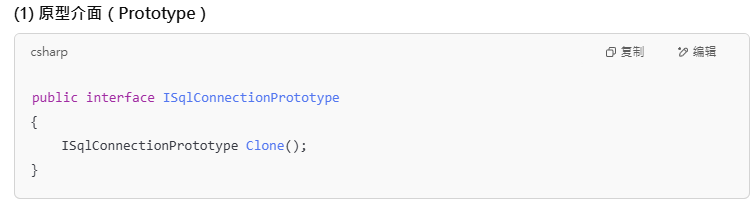 (1) 原型介面（Prototype）
csharp 复制 编辑
public interface ISqlConnectionPrototype
{
    ISqlConnectionPrototype Clone();
}